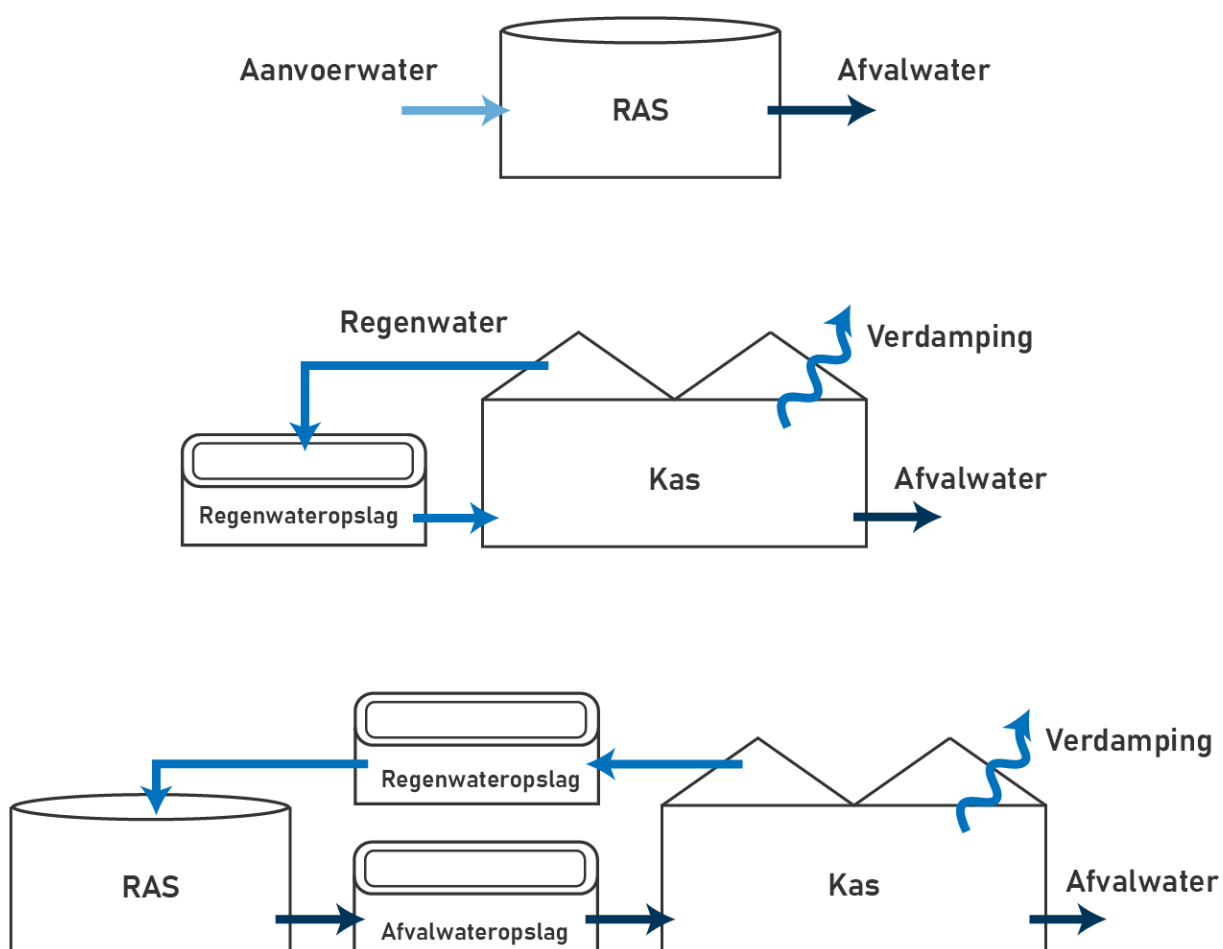 Aanvoerwater
Afvalwater
RAS
Regenwater
Verdamping
Kas
Afvalwater
Regenwateropslag
Verdamping
Regenwateropslag
RAS
Kas
Afvalwater
Afvalwateropslag